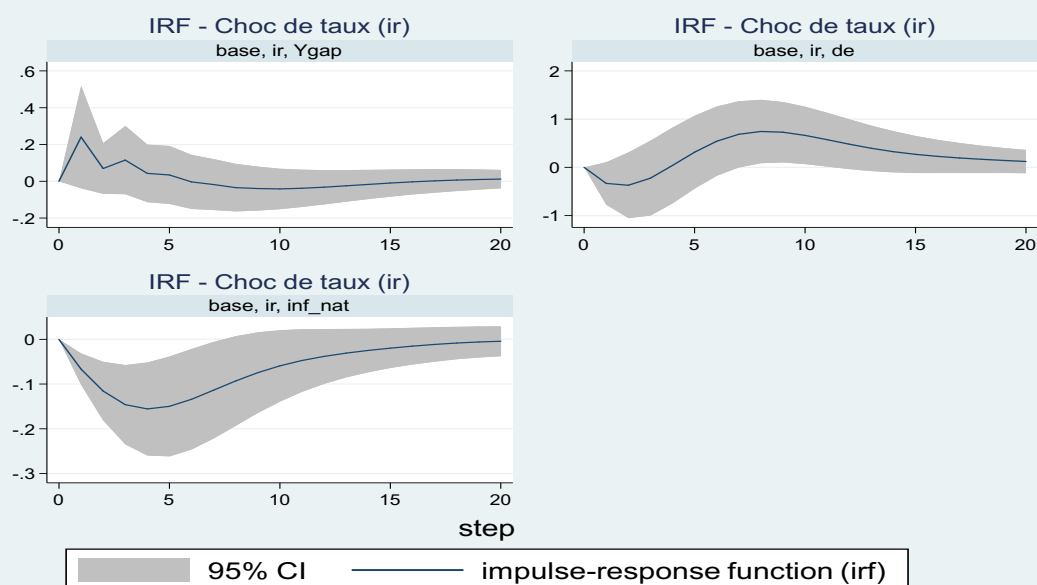 IRF - Choc de taux (ir)
base, ir, Ygap
.6
.4
.2
0
-.2
0 5 10 15 20
IRF - Choc de taux (ir)
base, ir, de
2
1
0
-1
0 5 10 15 20
IRF - Choc de taux (ir)
base, ir, inf_nat
0
-.1
-.2
-.3
0 5 10 15 20
step
95% CI impulse-response function (irf)